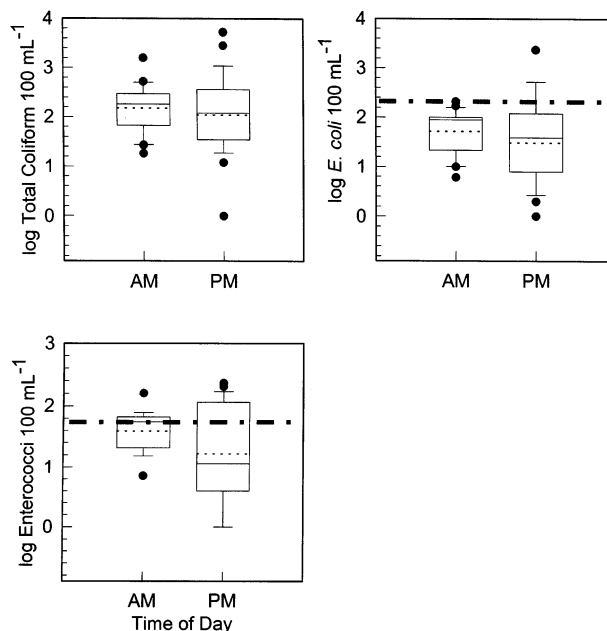 log Total Coliform 100 mL⁻¹
4
3
2
1
0
AM PM
log E. coli 100 mL⁻¹
4
3
2
1
0
AM PM
log Enterococci 100 mL⁻¹
3
2
1
0
AM PM
Time of Day